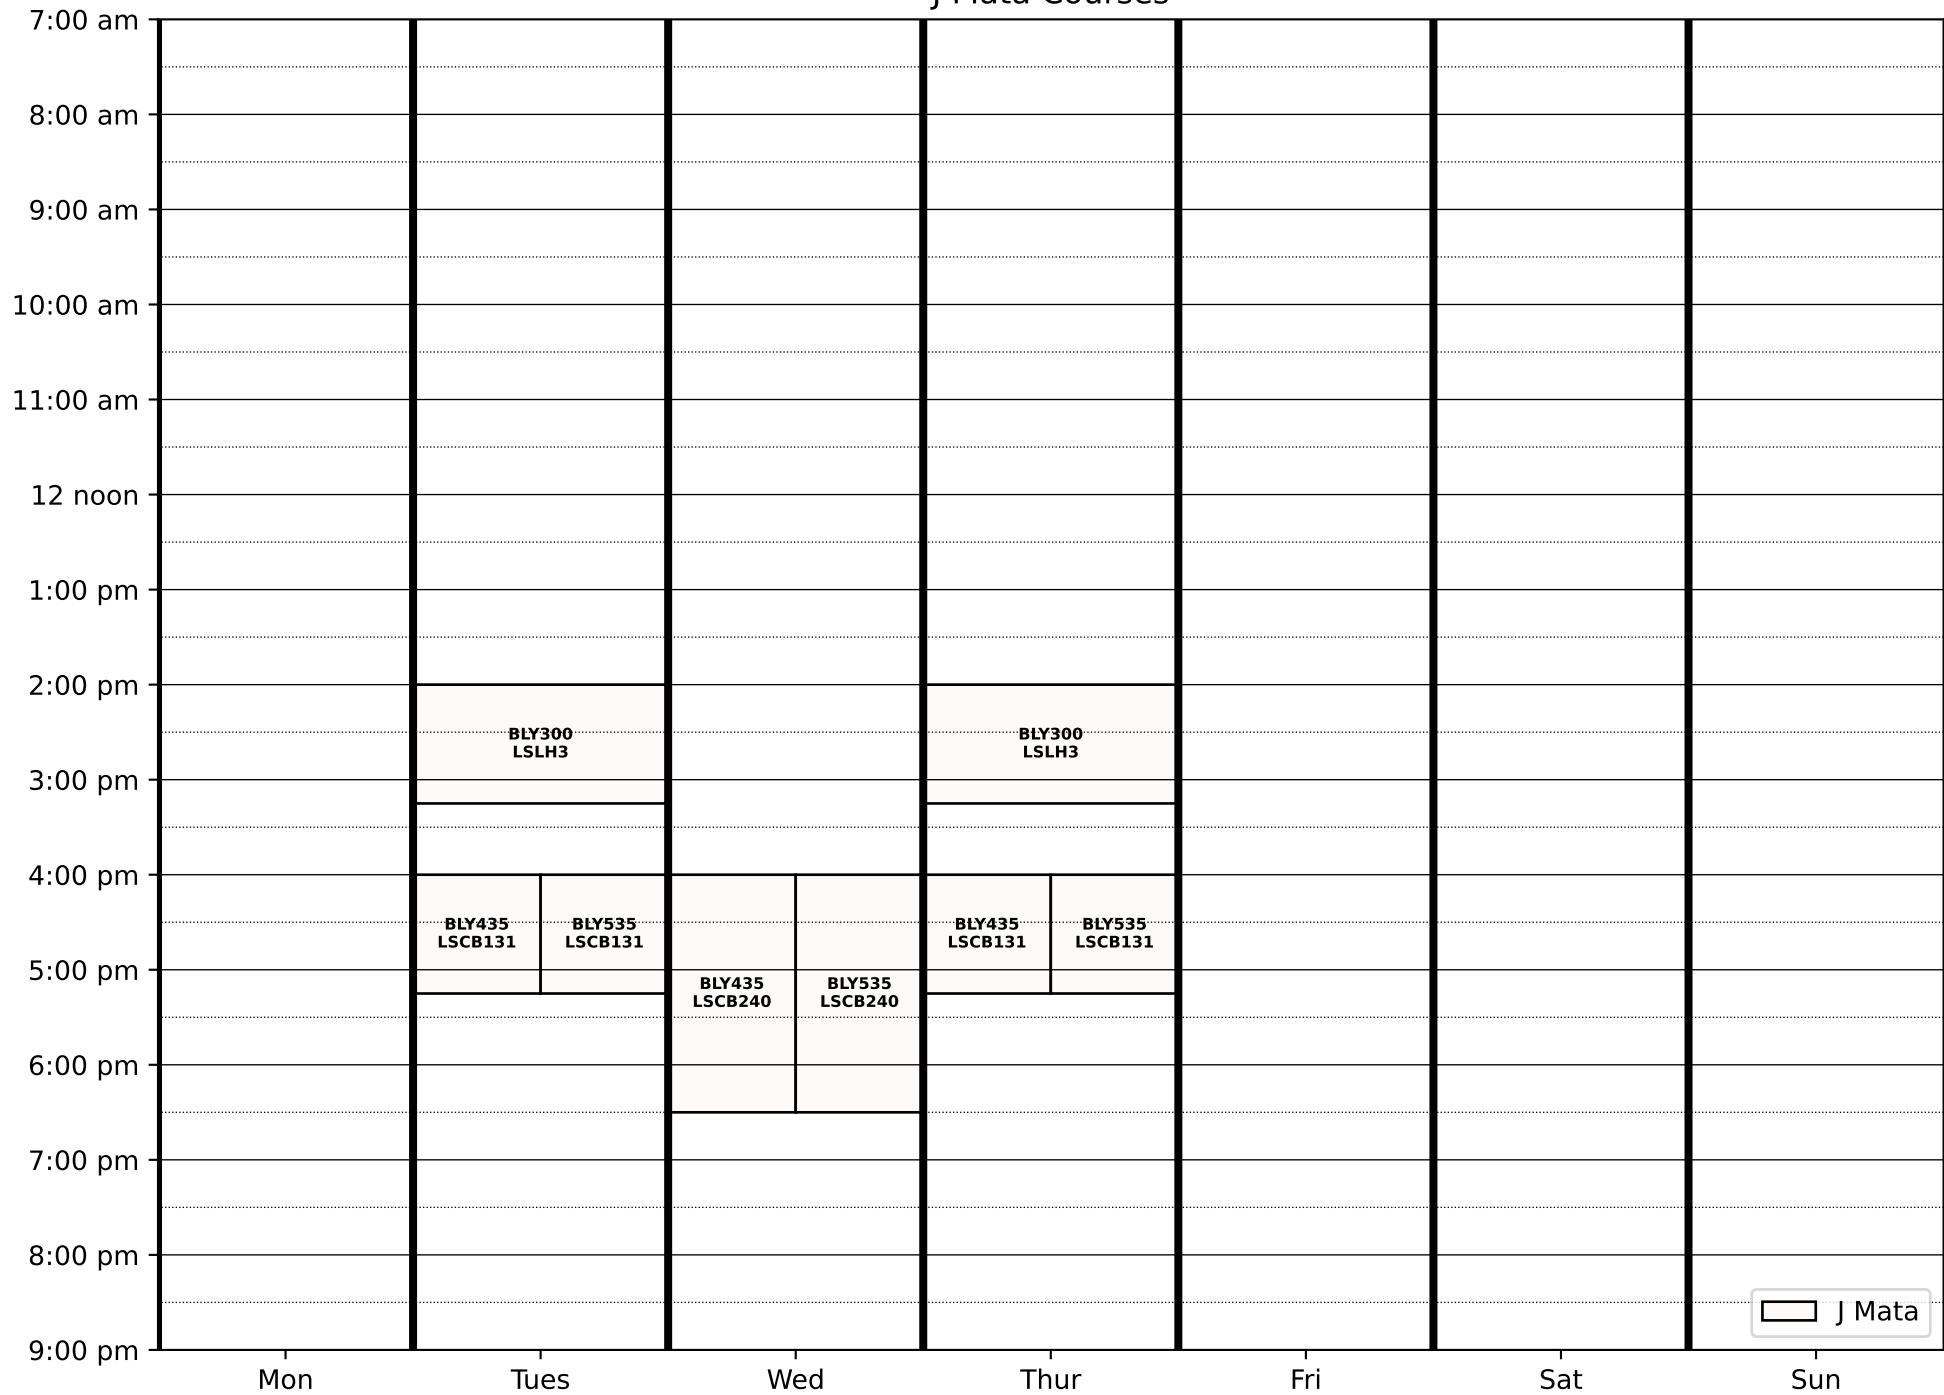 J Mata Courses
7:00 am
8:00 am
9:00 am
10:00 am
11:00 am
12 noon
1:00 pm
2:00 pm
BLY300
LSLH3
BLY300
LSLH3
3:00 pm
4:00 pm
BLY435
LSCB131
BLY535
LSCB131
BLY435
LSCB240
BLY535
LSCB240
BLY435
LSCB131
BLY535
LSCB131
5:00 pm
6:00 pm
7:00 pm
8:00 pm
9:00 pm
J Mata
Mon
Tues
Wed
Thur
Fri
Sat
Sun